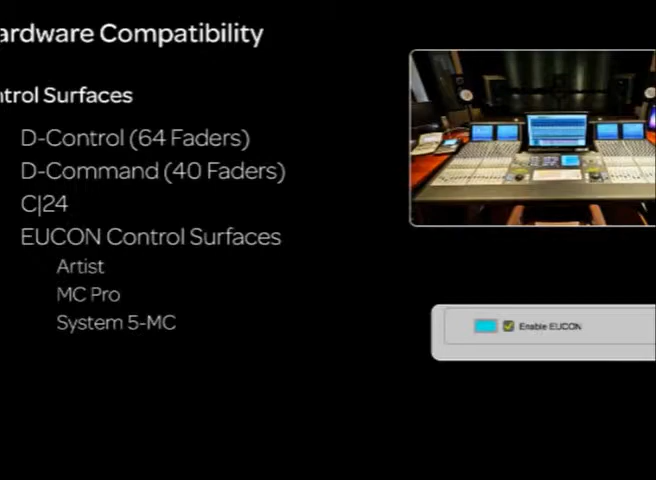 ardware Compatibility
ntrol Surfaces
D-Control (64 Faders)
D-Command (40 Faders)
C|24
EUCON Control Surfaces
Artist
MC Pro
System 5-MC
Enable EUCON